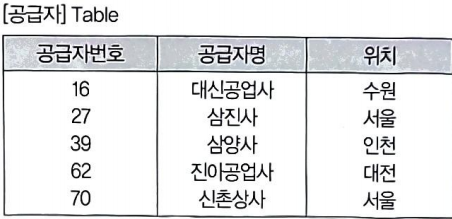 [공급자] Table
공급자번호 공급자명 위치
16 대신공업사 수원
27 삼진사 서울
39 삼양사 인천
62 진아공업사 대전
70 신촌상사 서울